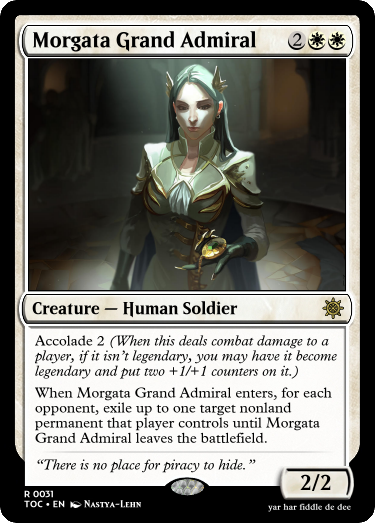 Morgata Grand Admiral 2
Creature — Human Soldier
Accolade 2 (When this deals combat damage to a
player, if it isn't legendary, you may have it become
legendary and put two +1/+1 counters on it.)
When Morgata Grand Admiral enters, for each
opponent, exile up to one target nonland
permanent that player controls until Morgata
Grand Admiral leaves the battlefield.
“There is no place for piracy to hide.”
2/2
R 0031
TOC • EN Nastya-Lehn
yar har fiddle de dee